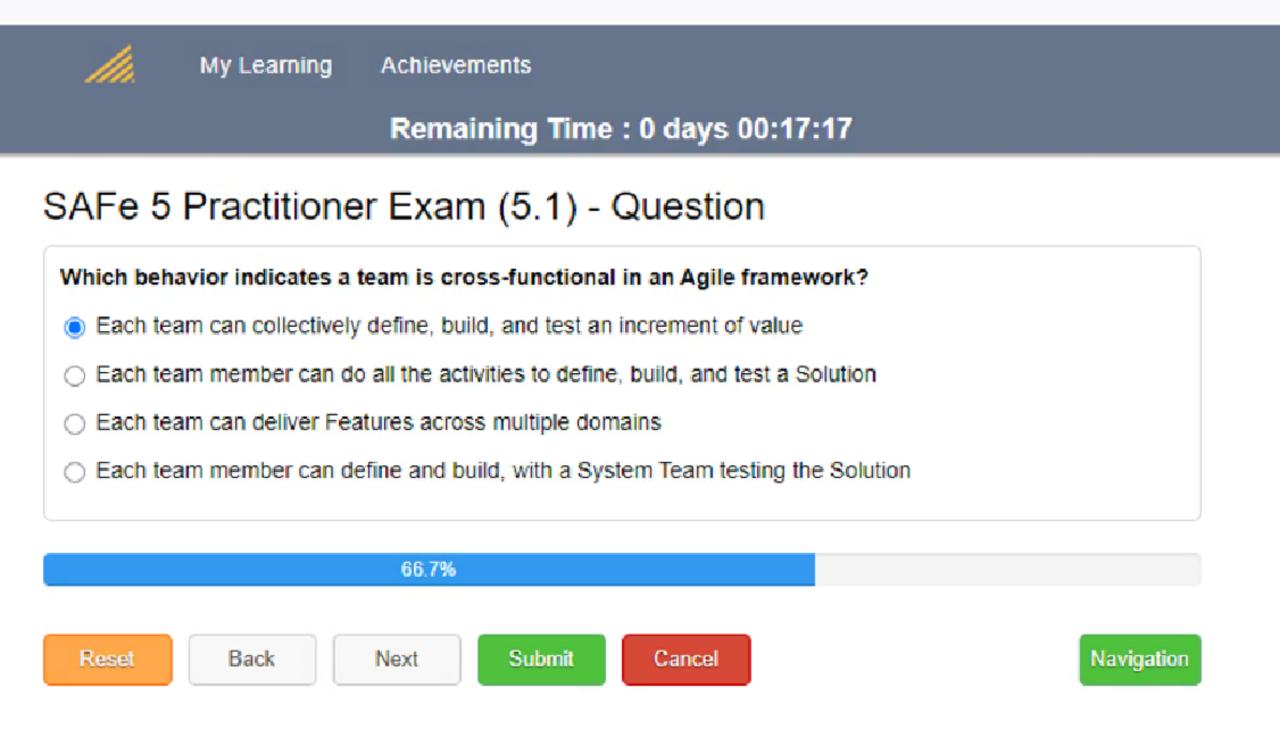 My Learning Achievements
Remaining Time : 0 days 00:17:17
SAFe 5 Practitioner Exam (5.1) - Question
Which behavior indicates a team is cross-functional in an Agile framework?
Each team can collectively define, build, and test an increment of value
Each team member can do all the activities to define, build, and test a Solution
Each team can deliver Features across multiple domains
Each team member can define and build, with a System Team testing the Solution
66.7%
Reset Back Next Submit Cancel Navigation